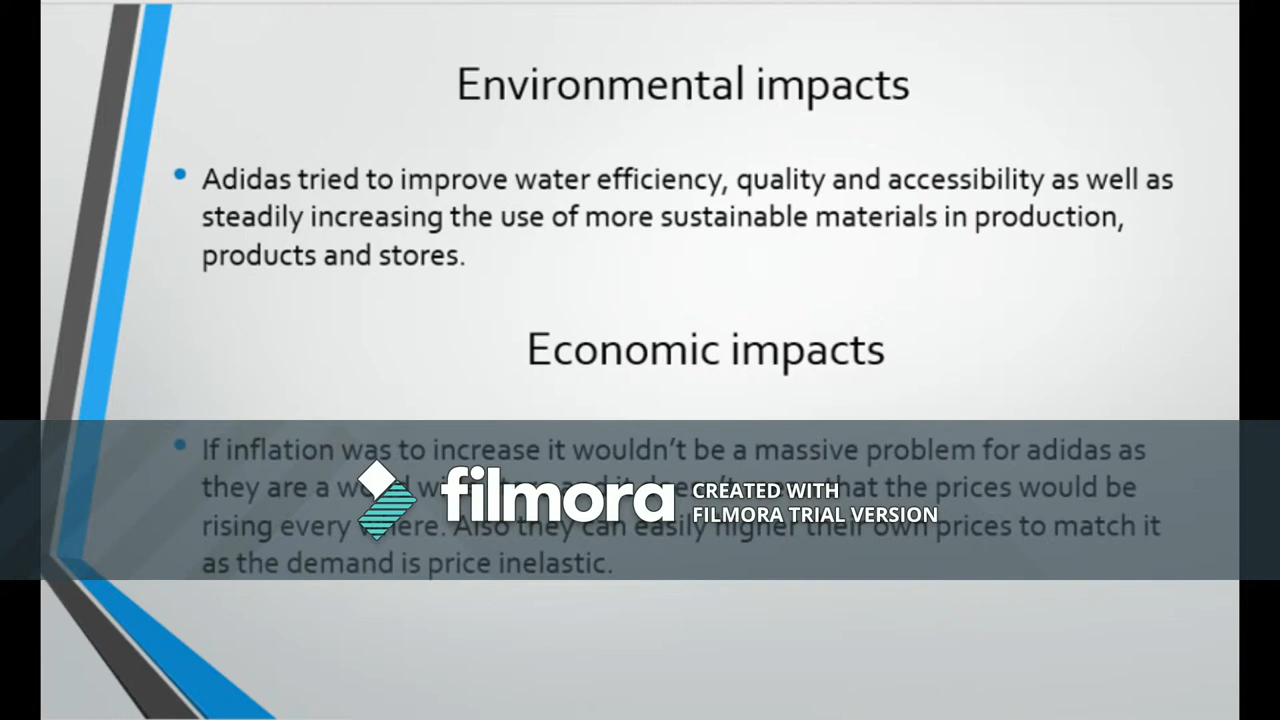 Environmental impacts
Adidas tried to improve water efficiency, quality and accessibility as well as
steadily increasing the use of more sustainable materials in production,
products and stores.
Economic impacts
If inflation was to increase it wouldn't be a massive problem for adidas as
they are a that the prices would be
rising every Also they can easily higher their own prices to match it
as the demand is price inelastic.
filmora
CREATED WITH
FILMORA TRIAL VERSION